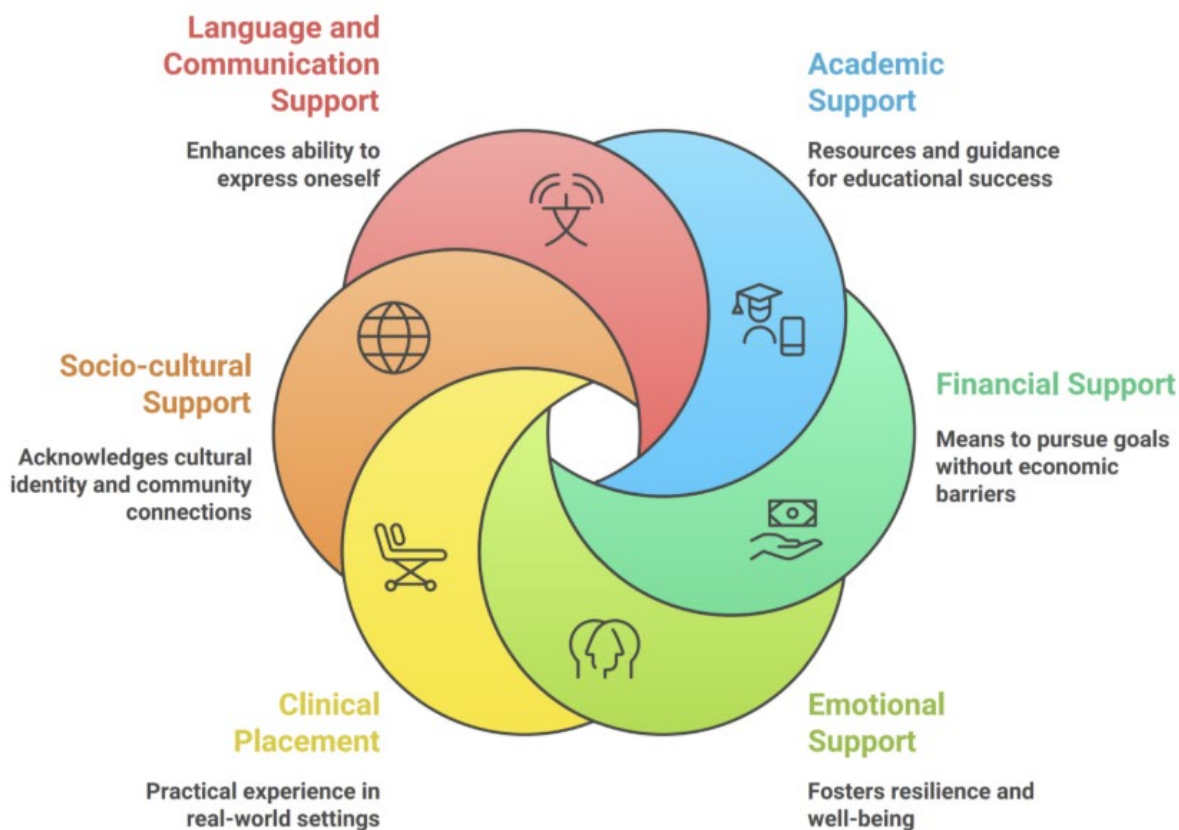 Language and
Communication
Support
Enhances ability to
express oneself
Academic
Support
Resources and guidance
for educational success
文
Socio-cultural
Support
Acknowledges cultural
identity and community
connections
Financial Support
Means to pursue goals
without economic
barriers
Clinical
Placement
Practical experience in
real-world settings
Emotional
Support
Fosters resilience and
well-being